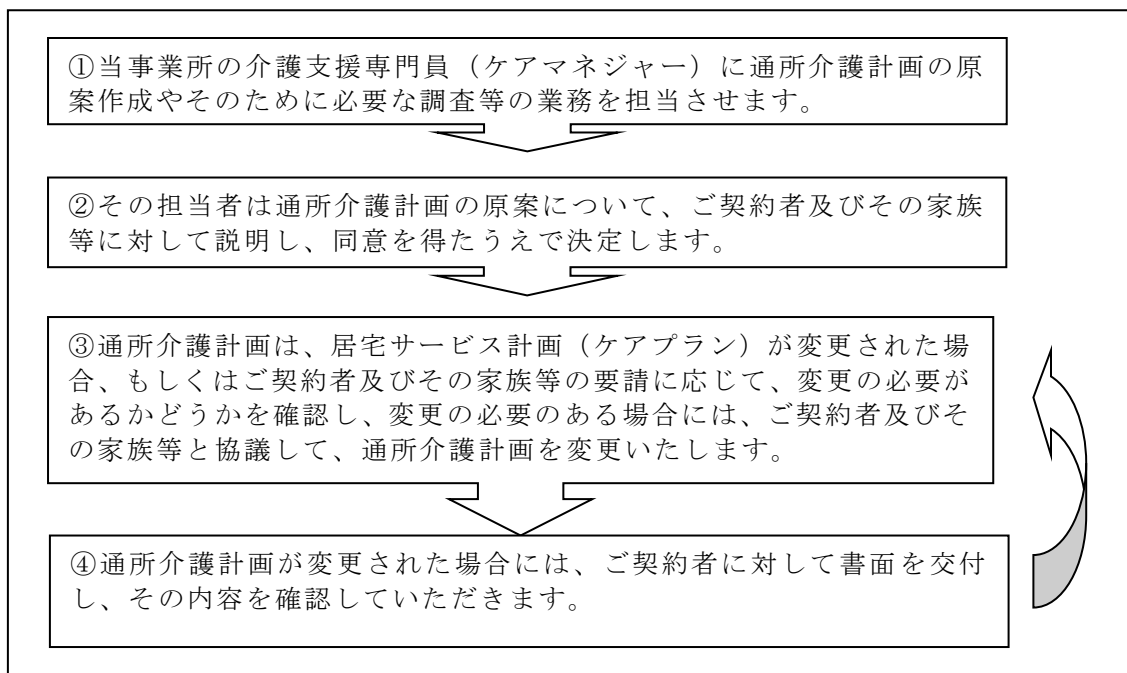 ①当事業所の介護支援専門員（ケアマネジャー）に通所介護計画の原
案作成やそのために必要な調査等の業務を担当させます。
②その担当者は通所介護計画の原案について、ご契約者及びその家族
等に対して説明し、同意を得たうえで決定します。
③通所介護計画は、居宅サービス計画（ケアプラン）が変更された場
合、もしくはご契約者及びその家族等の要請に応じて、変更の必要が
あるかどうかを確認し、変更の必要のある場合には、ご契約者及びそ
の家族等と協議して、通所介護計画を変更いたします。
④通所介護計画が変更された場合には、ご契約者に対して書面を交付
し、その内容を確認していただきます。